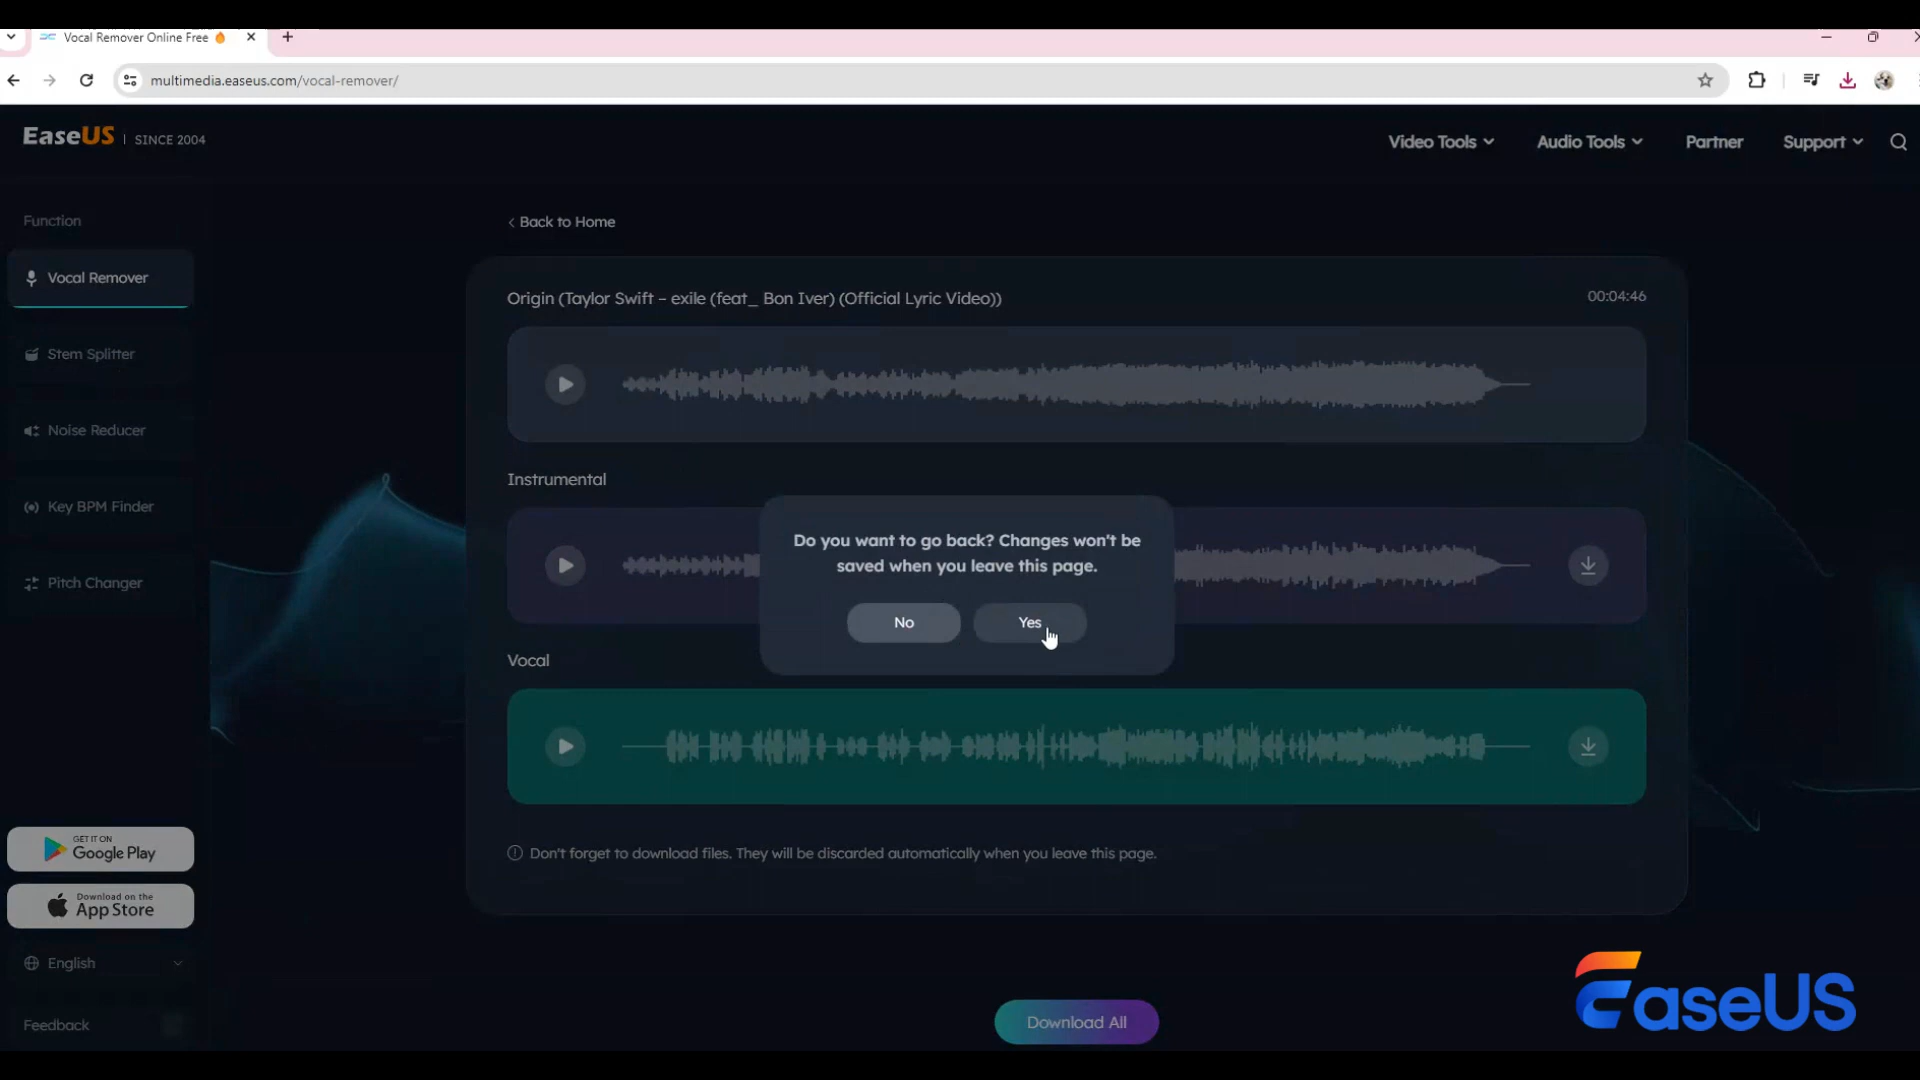 Vocal Remover Online Free
multimedia.easeus.com/vocal-remover/
EaseUS | SINCE 2004
Video Tools
Audio Tools
Partner
Support
Function
Vocal Remover
Stem Splitter
Noise Reducer
Key BPM Finder
Pitch Changer
GET IT ON
Google Play
Download on the
App Store
English
Feedback
Back to Home
Origin (Taylor Swift – exile (feat_ Bon Iver) (Official Lyric Video))
00:04:46
Instrumental
Do you want to go back? Changes won't be
saved when you leave this page.
No
Yes
Vocal
Don't forget to download files. They will be discarded automatically when you leave this page.
Download All
EaseUS